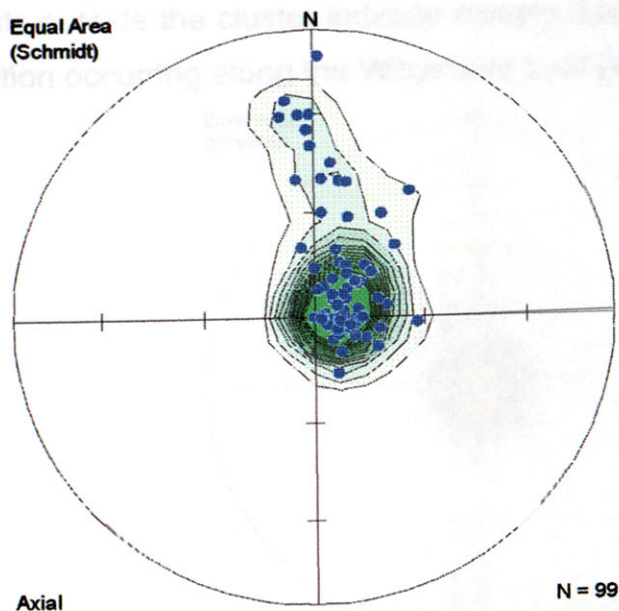 Equal Area
N
(Schmidt)
Axial
N = 99